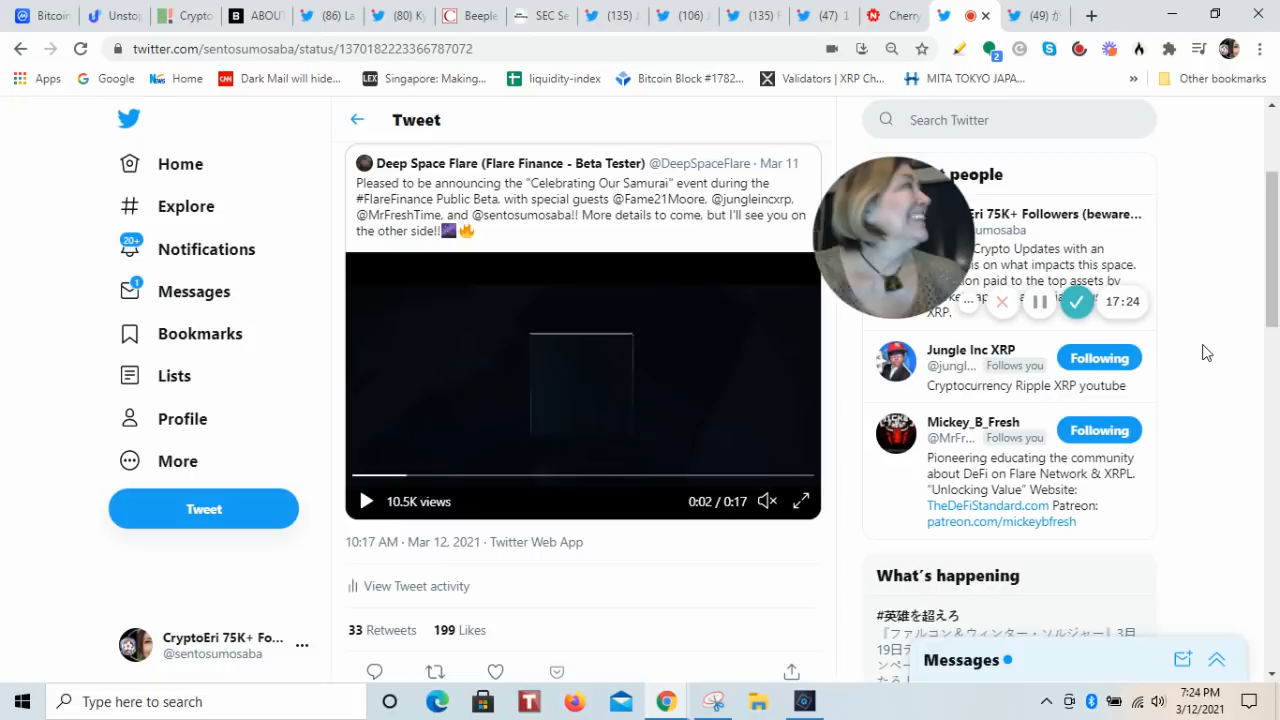 Bitcoin
Unstop
Crypto
ABOUT
(86) La
(80) Ky
Beeple
SEC Se
(135) J
(106) J
(135) F
(47) 1
Cherry
(49) か
twitter.com/sentosumosaba/status/1370182223366787072
2
Apps
Google
Home
Dark Mail will hide...
Singapore: Making...
liquidity-index
Bitcoin Block #1782...
Validators | XRP Ch...
MITA TOKYO JAPA...
»
Other bookmarks
Home
Explore
20+
Notifications
1
Messages
Bookmarks
Lists
Profile
More
Tweet
CryptoEri 75K+ Fo...
@sentosumosaba
Tweet
Deep Space Flare (Flare Finance - Beta Tester) @DeepSpaceFlare · Mar 11
Pleased to be announcing the "Celebrating Our Samurai" event during the
#FlareFinance Public Beta, with special guests @Fame21Moore, @jungleincxrp,
@MrFreshTime, and @sentosumosaba!! More details to come, but I'll see you on
the other side!!
10.5K views
0:02 / 0:17
10:17 AM · Mar 12, 2021 · Twitter Web App
View Tweet activity
33 Retweets 199 Likes
Search Twitter
people
Eri 75K+ Followers (beware...
umosaba
Crypto Updates with an
is on what impacts this space.
ion paid to the top assets by
XRP.
17:24
Jungle Inc XRP
@jungl... Follows you
Following
Cryptocurrency Ripple XRP youtube
Mickey_B_Fresh
@MrFr... Follows you
Following
Pioneering educating the community
about DeFi on Flare Network & XRPL.
"Unlocking Value" Website:
TheDeFiStandard.com Patreon:
patreon.com/mickeybfresh
What's happening
#英雄を超えろ
『ファルコン＆ウィンター・ソルジャー』3月
Messages
Type here to search
7:24 PM
3/12/2021